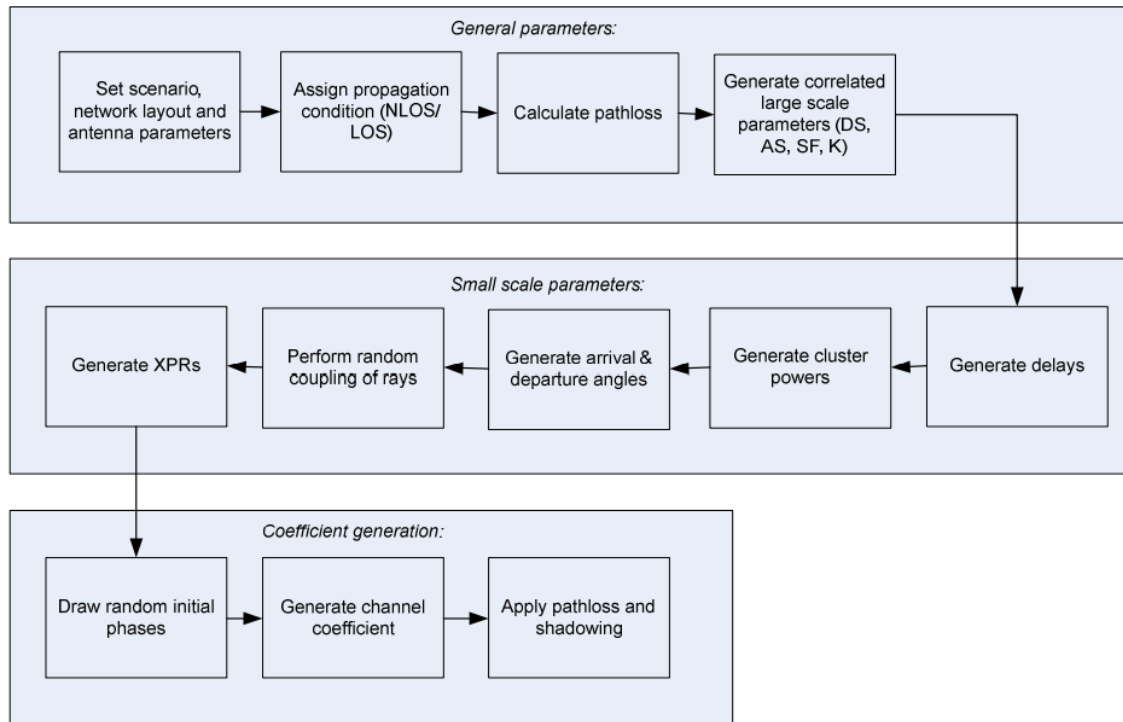 General parameters:
Set scenario,
network layout and
antenna parameters
Assign propagation
condition (NLOS/
LOS)
Calculate pathloss
Generate correlated
large scale
parameters (DS,
AS, SF, K)
Small scale parameters:
Generate XPRs
Perform random
coupling of rays
Generate arrival &
departure angles
Generate cluster
powers
Generate delays
Coefficient generation:
Draw random initial
phases
Generate channel
coefficient
Apply pathloss and
shadowing